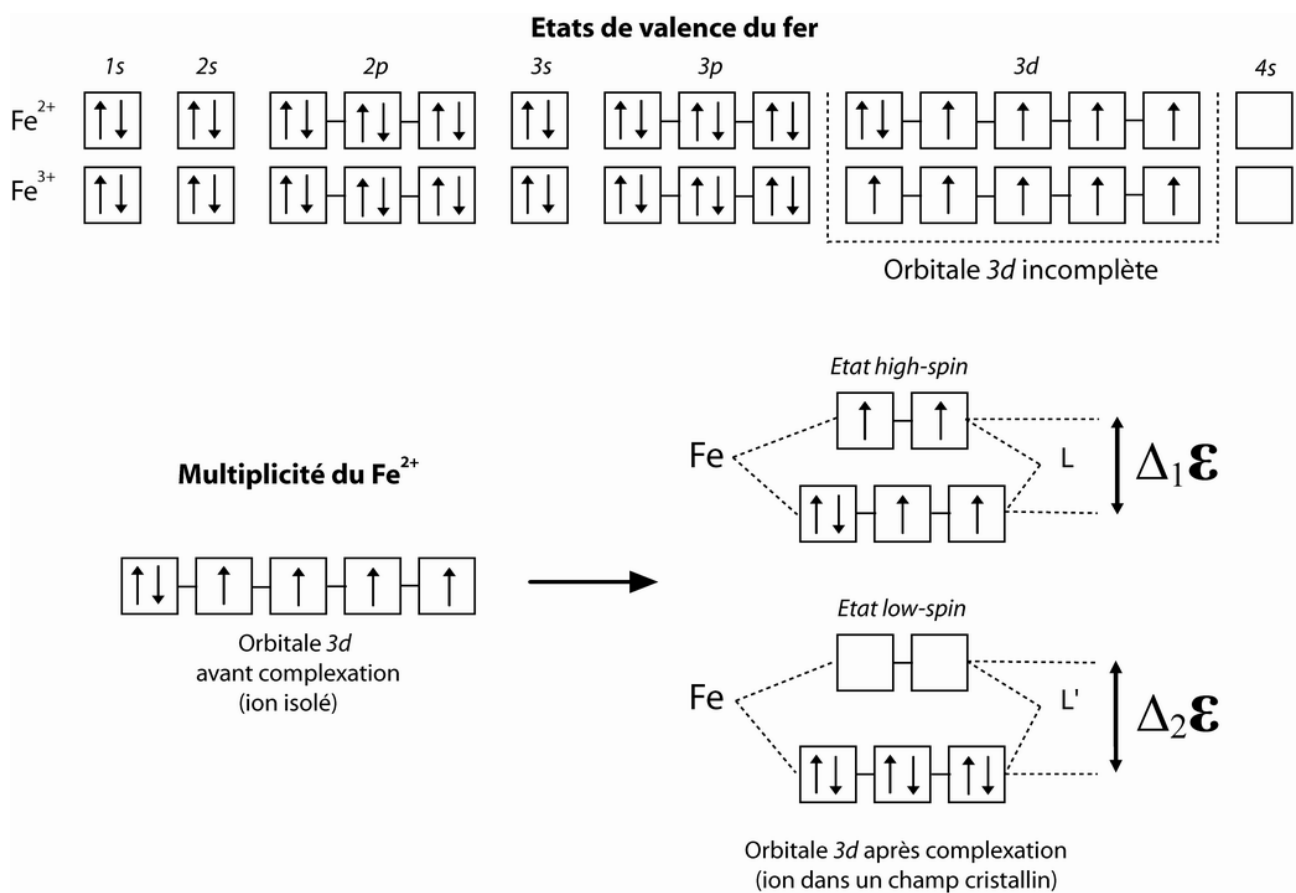 Etats de valence du fer
1s 2s 2p 3s 3p 3d 4s
Fe2+
Fe3+
Orbitale 3d incomplète
Etat high-spin
Fe L Δ1ε
Multiplicité du Fe2+
Orbitale 3d
avant complexation
(ion isolé)
Etat low-spin
Fe L' Δ2ε
Orbitale 3d après complexation
(ion dans un champ cristallin)